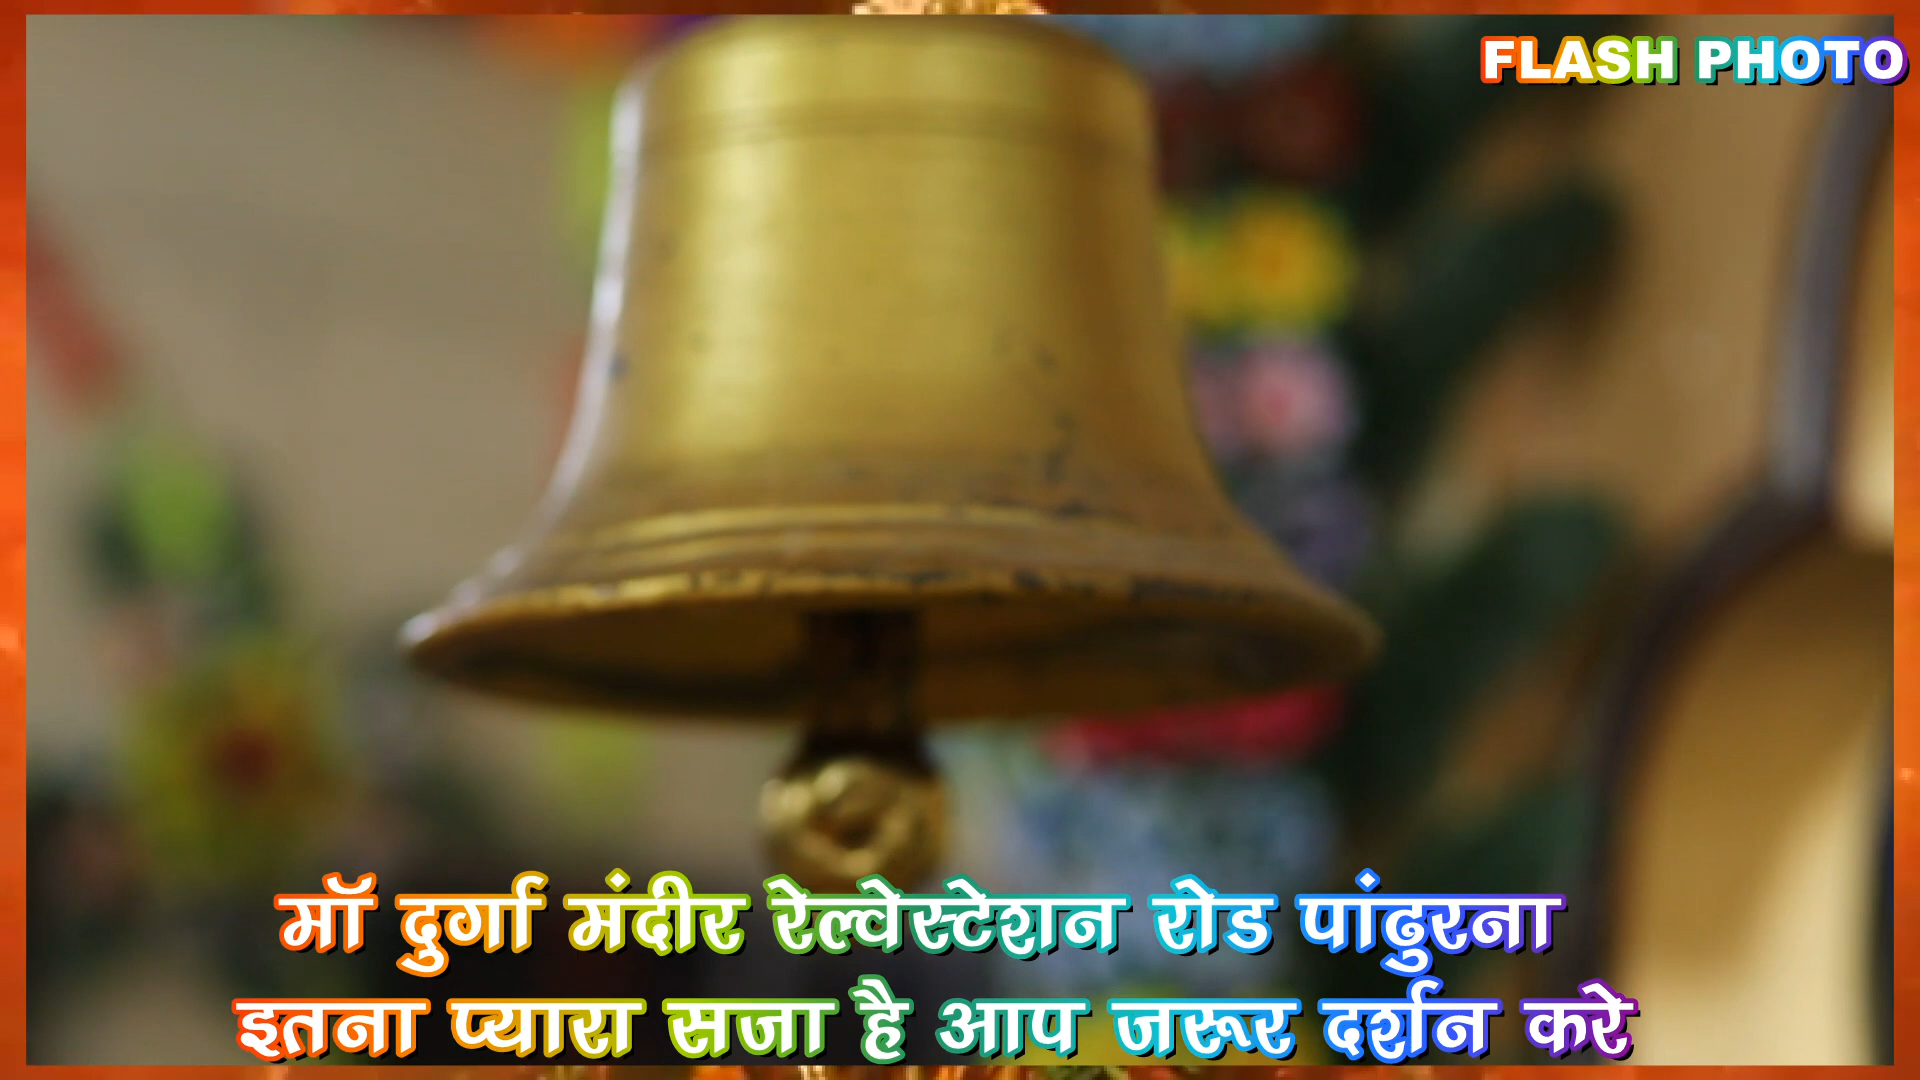 FLASH PHOTO
मॉ दुर्गा मंदीर रेल्वेस्टेशन रोड पांढुरना
इतना प्यारा सजा है आप जरूर दर्शन करे